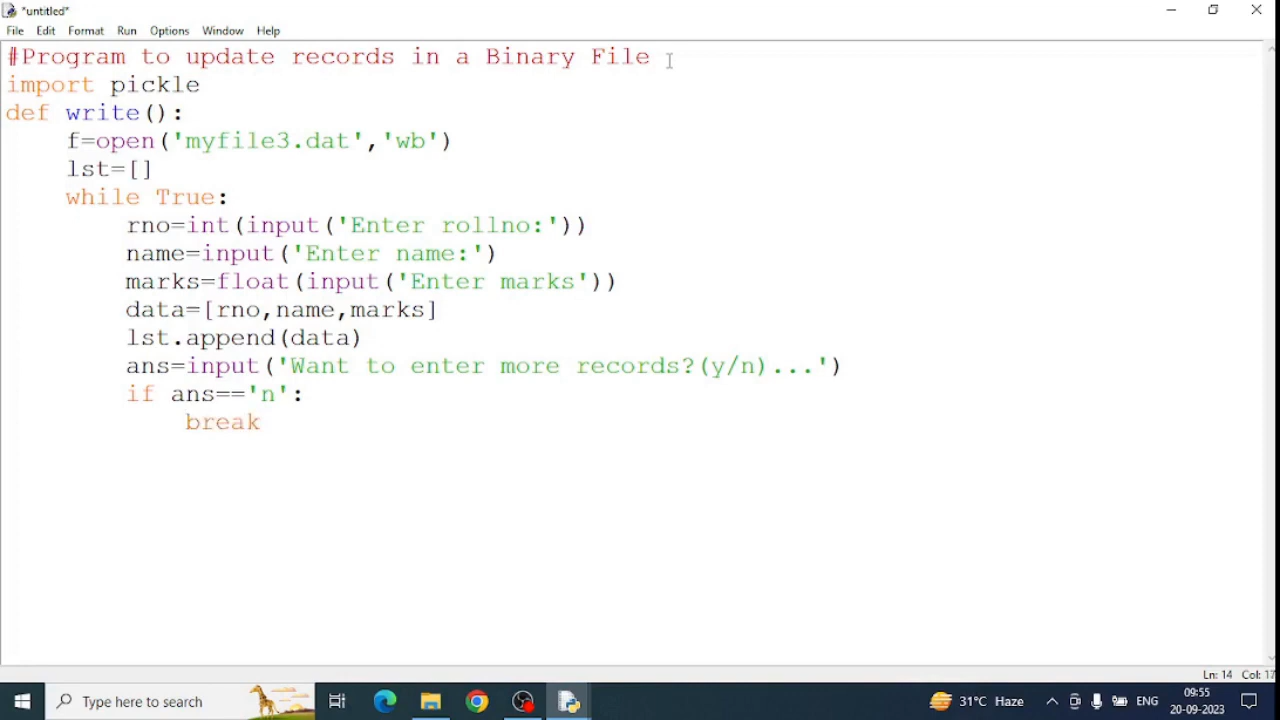 *untitled*
File Edit Format Run Options Window Help
#Program to update records in a Binary File
import pickle
def write():
    f=open('myfile3.dat','wb')
    lst=[]
    while True:
        rno=int(input('Enter rollno:'))
        name=input('Enter name:')
        marks=float(input('Enter marks'))
        data=[rno,name,marks]
        lst.append(data)
        ans=input('Want to enter more records?(y/n)...')
        if ans=='n':
            break
Ln: 14 Col: 17
Type here to search
31°C Haze
ENG
09:55
20-09-2023